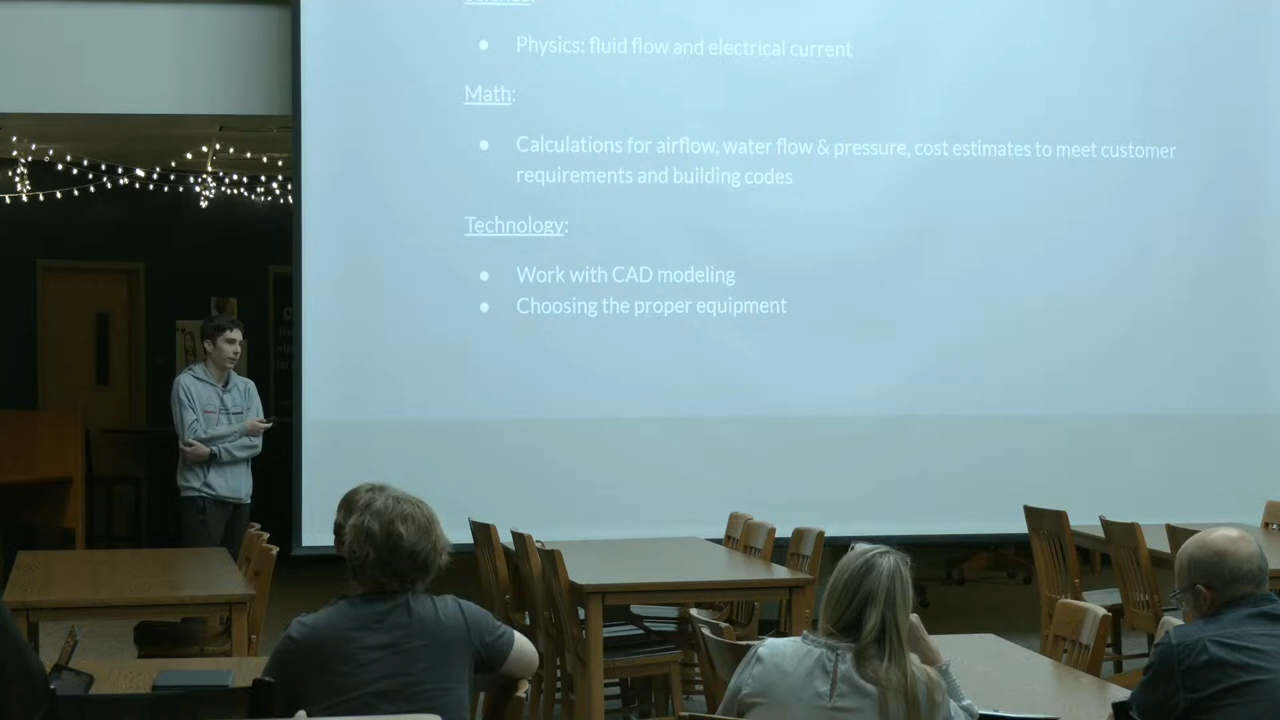 Physics: fluid flow and electrical current
Math:
Calculations for airflow, water flow & pressure, cost estimates to meet customer
requirements and building codes
Technology:
Work with CAD modeling
Choosing the proper equipment